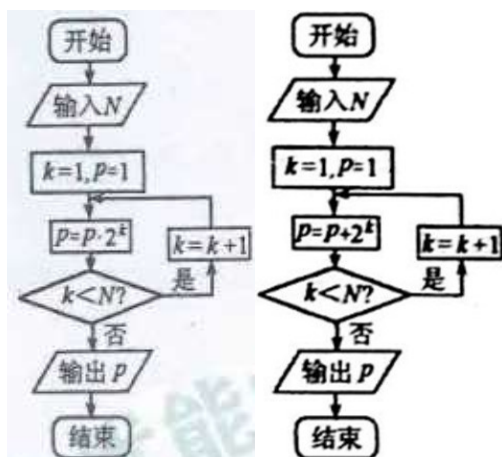 开始
输入N
k=1,p=1
p=p·2^k
k=k+1
k<N?
是
否
输出p
结束
开始
输入N
k=1,p=1
p=p+2^k
k=k+1
k<N?
是
否
输出p
结束